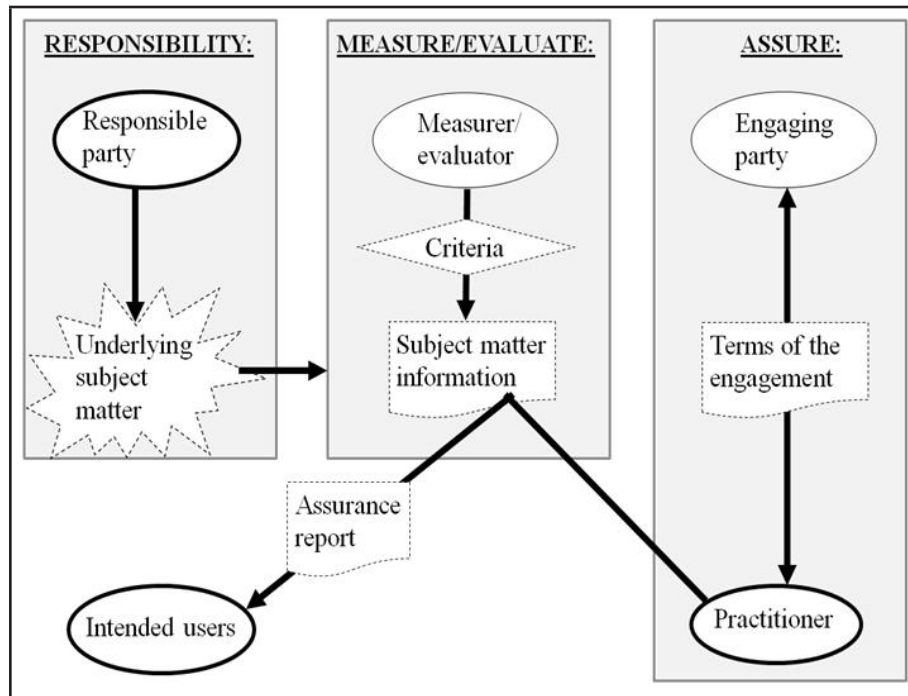 RESPONSIBILITY:
Responsible
party
Underlying
subject
matter
MEASURE/EVALUATE:
Measurer/
evaluator
Criteria
Subject matter
information
ASSURE:
Engaging
party
Terms of the
engagement
Practitioner
Assurance
report
Intended users